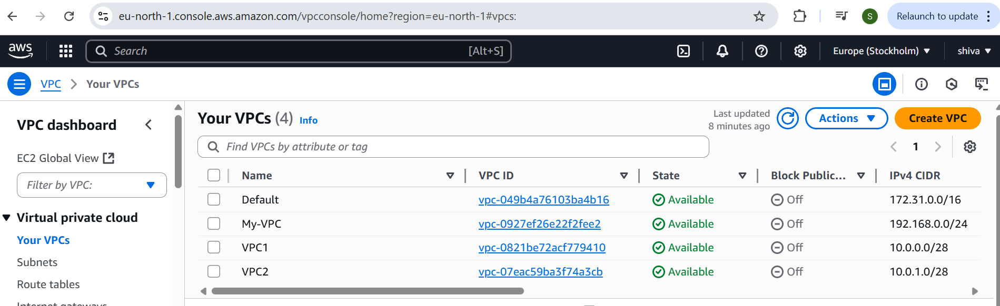 eu-north-1.console.aws.amazon.com/vpcconsole/home?region=eu-north-1#vpcs:
S
Relaunch to update
aws
Search
[Alt+S]
Europe (Stockholm)
shiva
VPC
Your VPCs
VPC dashboard
EC2 Global View
Filter by VPC:
Virtual private cloud
Your VPCs
Subnets
Route tables
Internet gateways
Your VPCs (4) Info
Last updated
8 minutes ago
Actions
Create VPC
Find VPCs by attribute or tag
1
Name VPC ID State Block Public... IPv4 CIDR
Default vpc-049b4a76103ba4b16 Available Off 172.31.0.0/16
My-VPC vpc-0927ef26e22f2fee2 Available Off 192.168.0.0/24
VPC1 vpc-0821be72acf779410 Available Off 10.0.0.0/28
VPC2 vpc-07eac59ba3f74a3cb Available Off 10.0.1.0/28